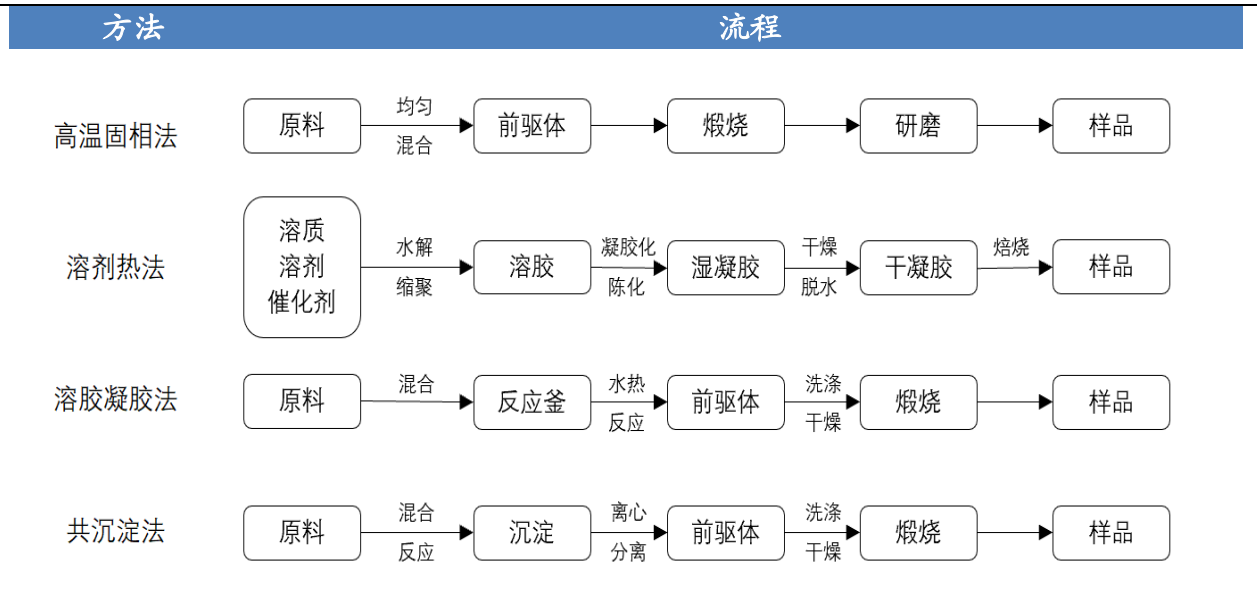 方法 流程
高温固相法 原料 均匀 混合 前驱体 煅烧 研磨 样品
溶剂热法 溶质 溶剂 催化剂 水解 缩聚 溶胶 凝胶化 陈化 湿凝胶 干燥 脱水 干凝胶 焙烧 样品
溶胶凝胶法 原料 混合 反应釜 水热 反应 前驱体 洗涤 干燥 煅烧 样品
共沉淀法 原料 混合 反应 沉淀 离心 分离 前驱体 洗涤 干燥 煅烧 样品